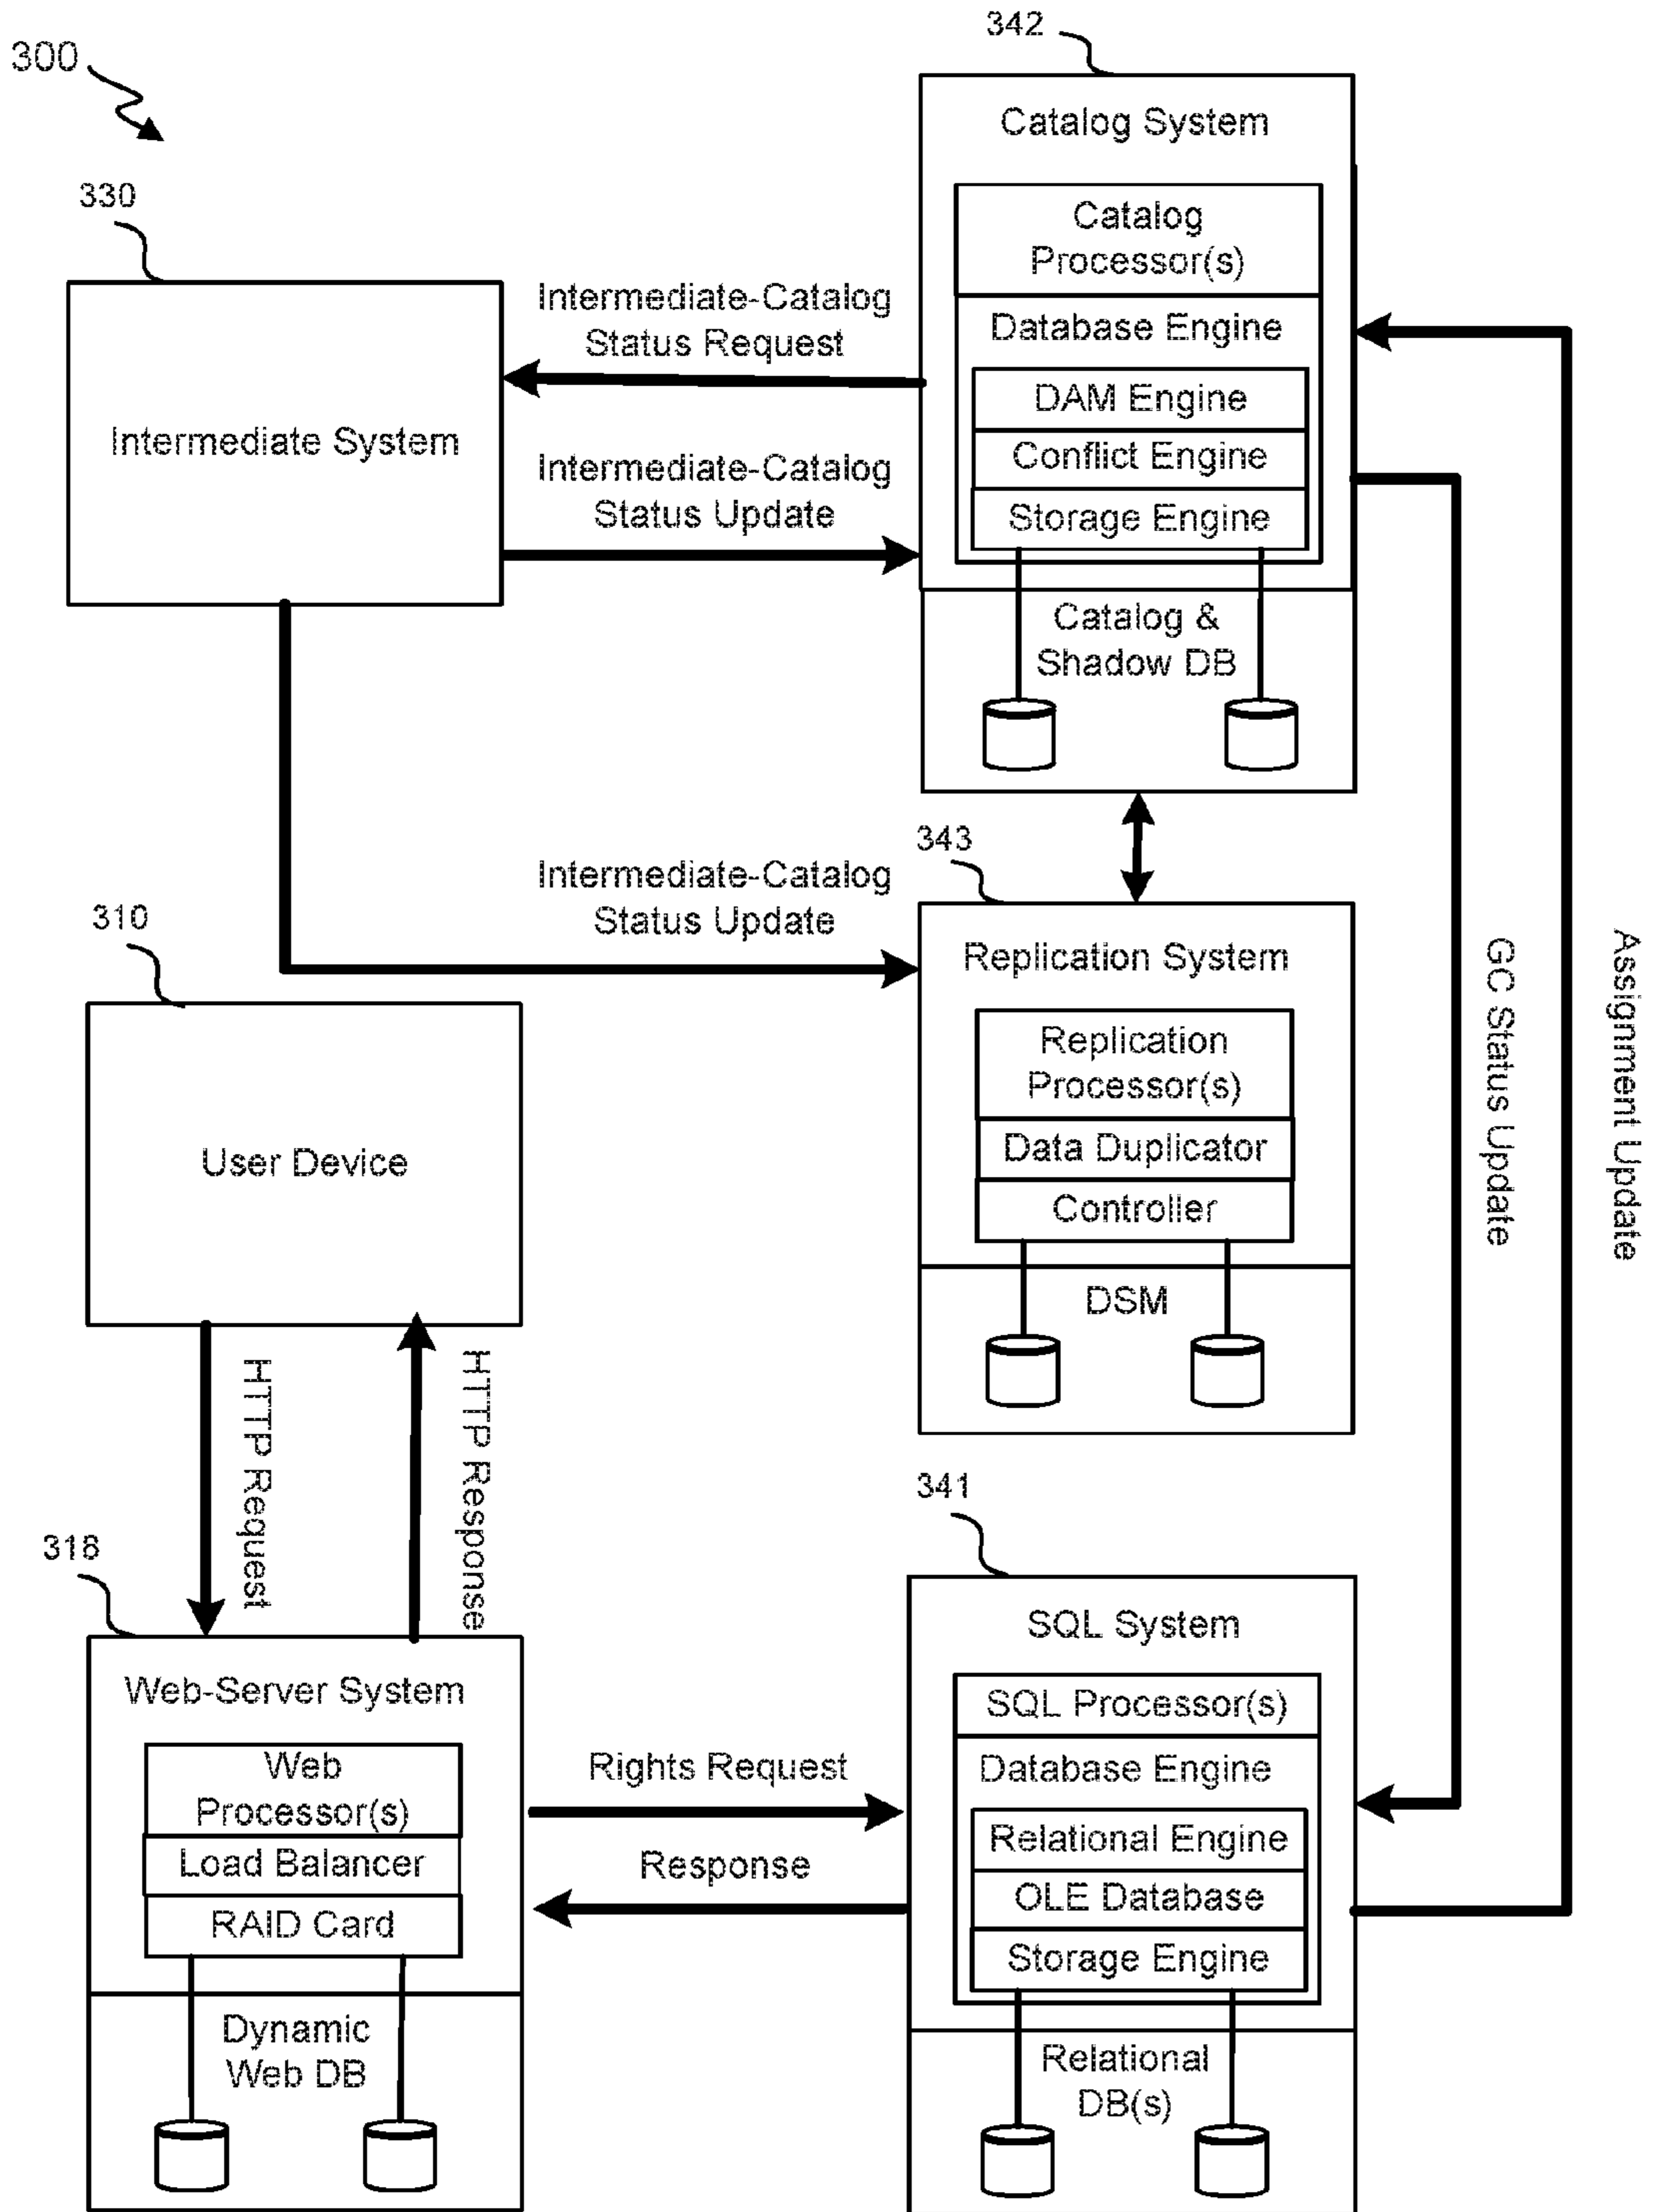 300
342
Catalog System
Catalog
Processor(s)
Database Engine
DAM Engine
Conflict Engine
Storage Engine
Catalog &
Shadow DB
330
Intermediate System
Intermediate-Catalog
Status Request
Intermediate-Catalog
Status Update
Intermediate-Catalog
Status Update
343
Replication System
Replication
Processor(s)
Data Duplicator
Controller
DSM
GC Status Update
Assignment Update
310
User Device
HTTP Request
HTTP Response
318
Web-Server System
Web
Processor(s)
Load Balancer
RAID Card
Dynamic
Web DB
Rights Request
Response
341
SQL System
SQL Processor(s)
Database Engine
Relational Engine
OLE Database
Storage Engine
Relational
DB(s)